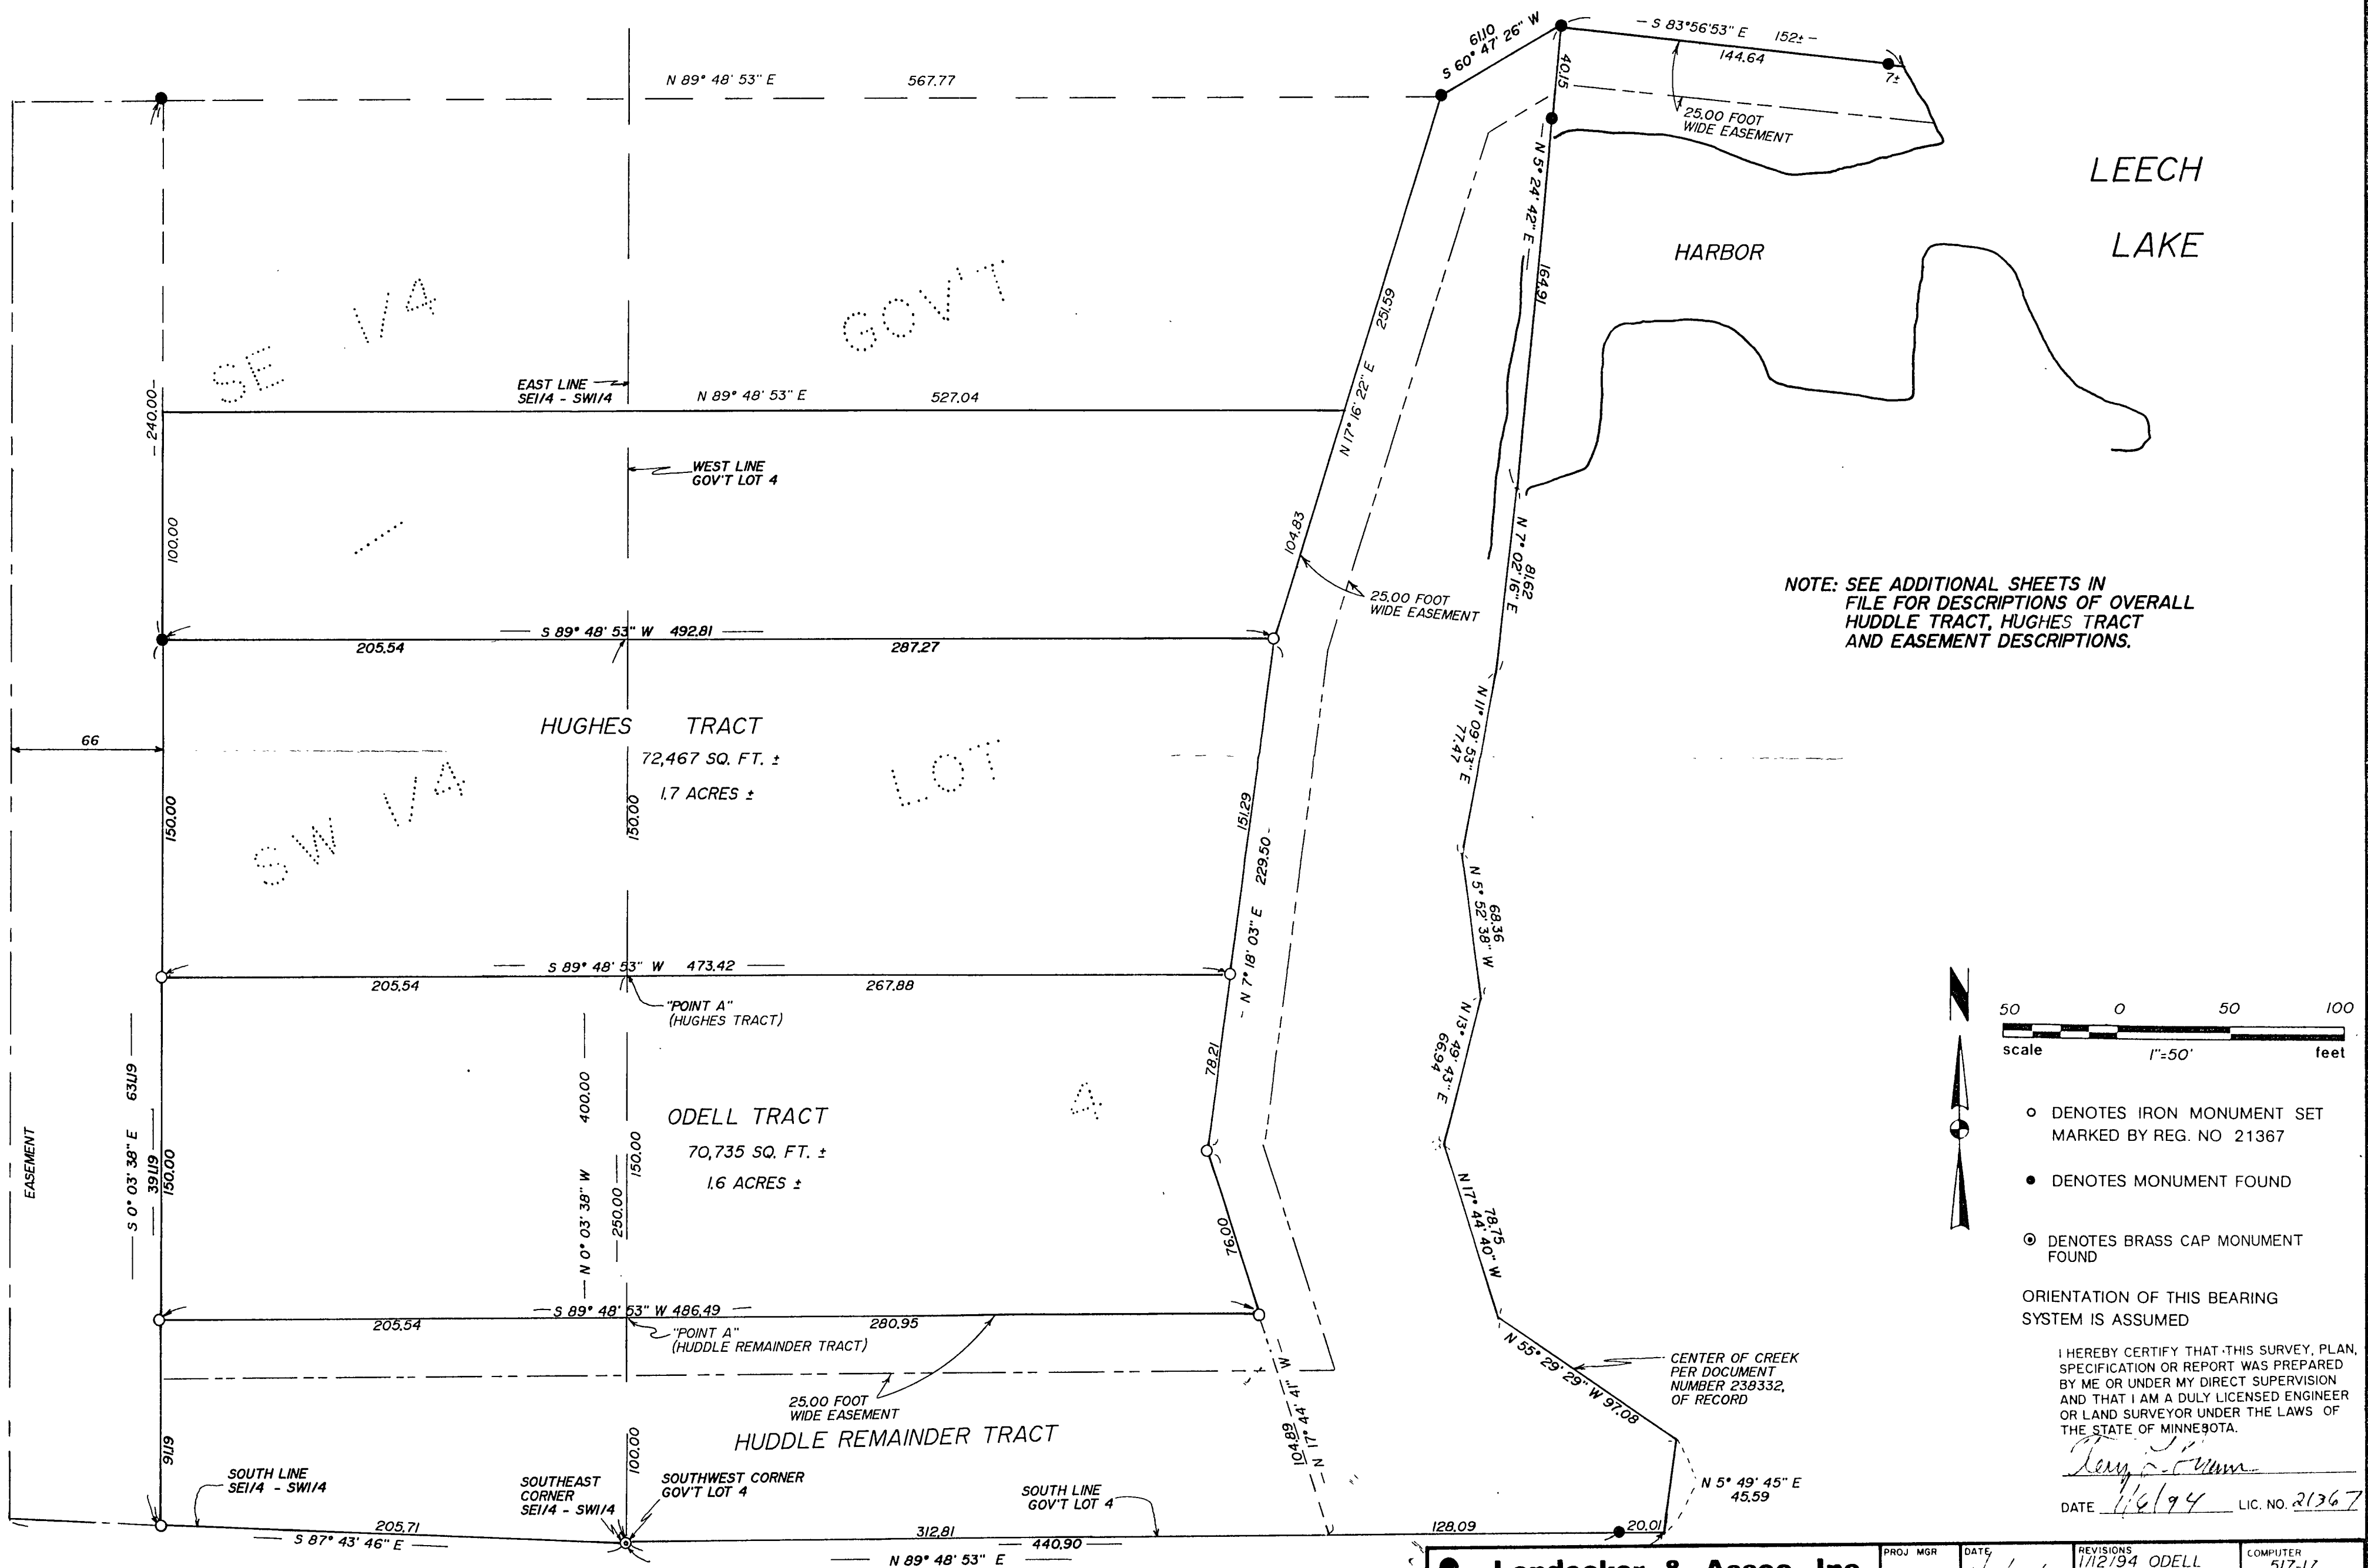 S 60° 47' 26" W
61.10
— S 83°56'53" E 152± —
144.64
7±
40.15
25.00 FOOT
WIDE EASEMENT
N 89° 48' 53" E 567.77
LEECH
LAKE
HARBOR
N 5° 24' 42" E
164.91
251.59
N 17° 16' 22" E
SE 1/4
GOV'T
EAST LINE
SE1/4 - SW1/4
N 89° 48' 53" E 527.04
- 240.00 -
WEST LINE
GOV'T LOT 4
100.00
104.83
25.00 FOOT
WIDE EASEMENT
81.62
N 7° 02' 16" E
NOTE: SEE ADDITIONAL SHEETS IN
FILE FOR DESCRIPTIONS OF OVERALL
HUDDLE TRACT, HUGHES TRACT
AND EASEMENT DESCRIPTIONS.
S 89° 48' 53" W 492.81
205.54
287.27
N 11° 09' 53" E
77.47
66
HUGHES TRACT
72,467 SQ. FT. ±
1.7 ACRES ±
LOT
SW 1/4
150.00
150.00
151.29
- N 7° 18' 03" E 229.50 -
68.36
N 5° 52' 38" W
S 89° 48' 53" W 473.42
205.54
267.88
"POINT A"
(HUGHES TRACT)
N 13° 49' 43" E
66.94
N
50 0 50 100
scale 1"=50' feet
78.21
S 0° 03' 38" E 631.19
391.19
150.00
N 0° 03' 38" W 400.00
250.00
150.00
ODELL TRACT
70,735 SQ. FT. ±
1.6 ACRES ±
4
EASEMENT
DENOTES IRON MONUMENT SET
MARKED BY REG. NO 21367
DENOTES MONUMENT FOUND
DENOTES BRASS CAP MONUMENT
FOUND
ORIENTATION OF THIS BEARING
SYSTEM IS ASSUMED
76.00
78.75
N 17° 44' 40" W
S 89° 48' 53" W 486.49
205.54
280.95
"POINT A"
(HUDDLE REMAINDER TRACT)
N 55° 29' 29" W 97.08
CENTER OF CREEK
PER DOCUMENT
NUMBER 238332,
OF RECORD
I HEREBY CERTIFY THAT THIS SURVEY, PLAN,
SPECIFICATION OR REPORT WAS PREPARED
BY ME OR UNDER MY DIRECT SUPERVISION
AND THAT I AM A DULY LICENSED ENGINEER
OR LAND SURVEYOR UNDER THE LAWS OF
THE STATE OF MINNESOTA.
DATE 1/6/94 LIC. NO. 21367
25.00 FOOT
WIDE EASEMENT
HUDDLE REMAINDER TRACT
104.89
N 17° 44' 41" W
91.19
100.00
SOUTH LINE
SE1/4 - SW1/4
SOUTHEAST
CORNER
SE1/4 - SW1/4
SOUTHWEST CORNER
GOV'T LOT 4
SOUTH LINE
GOV'T LOT 4
N 5° 49' 45" E
45.59
205.71
S 87° 43' 46" E
312.81
128.09
20.01
440.90
N 89° 48' 53" E
PROJ MGR
DATE
REVISIONS
1/12/94 ODELL
COMPUTER
517-17